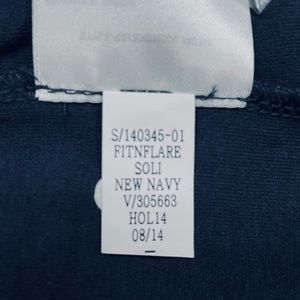 S/140345-01
FITNFLARE
SOLI
NEW NAVY
V/305663
HOL14
08/14